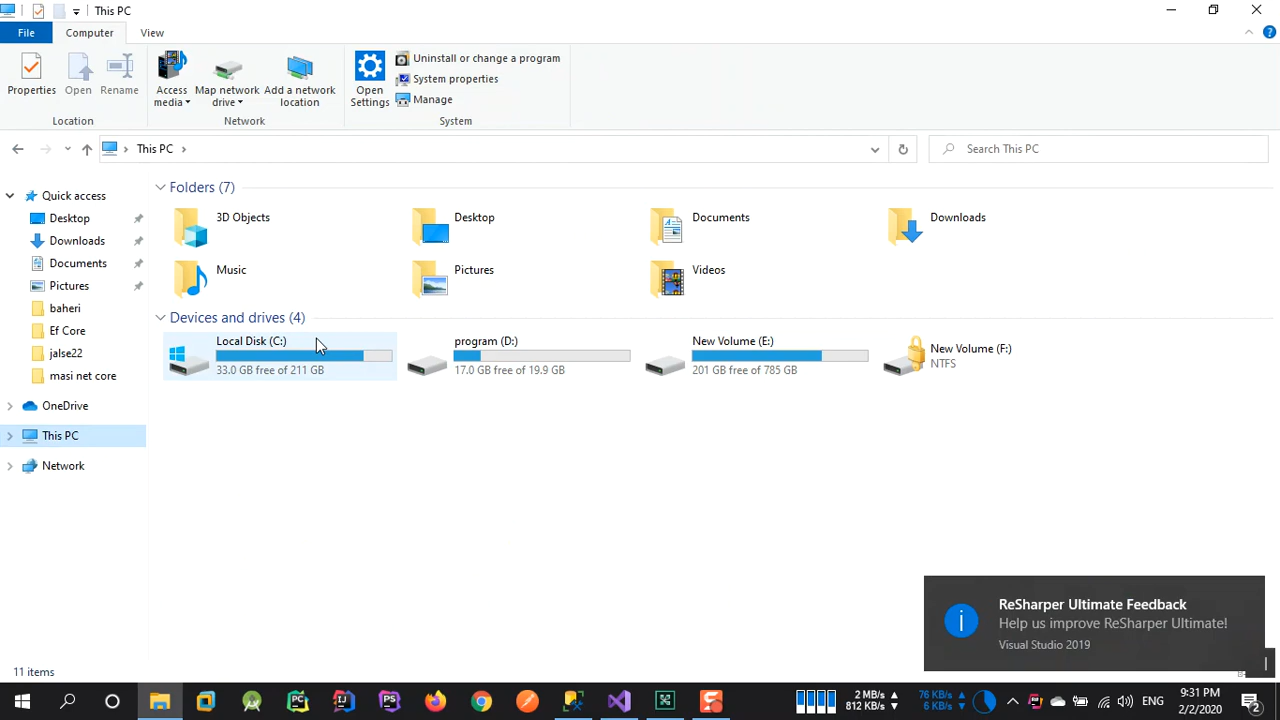 This PC
File
Computer
View
Properties
Open
Rename
Access media
Map network drive
Add a network location
Open Settings
Uninstall or change a program
System properties
Manage
Location
Network
System
This PC
Search This PC
Quick access
Desktop
Downloads
Documents
Pictures
baheri
Ef Core
jalse22
masi net core
OneDrive
This PC
Network
Folders (7)
3D Objects
Desktop
Documents
Downloads
Music
Pictures
Videos
Devices and drives (4)
Local Disk (C:)
33.0 GB free of 211 GB
program (D:)
17.0 GB free of 19.9 GB
New Volume (E:)
201 GB free of 785 GB
New Volume (F:)
NTFS
ReSharper Ultimate Feedback
Help us improve ReSharper Ultimate!
Visual Studio 2019
11 items
PC
IJ
PS
2 MB/s
812 KB/s
76 KB/s
6 KB/s
ENG
9:31 PM
2/2/2020
2